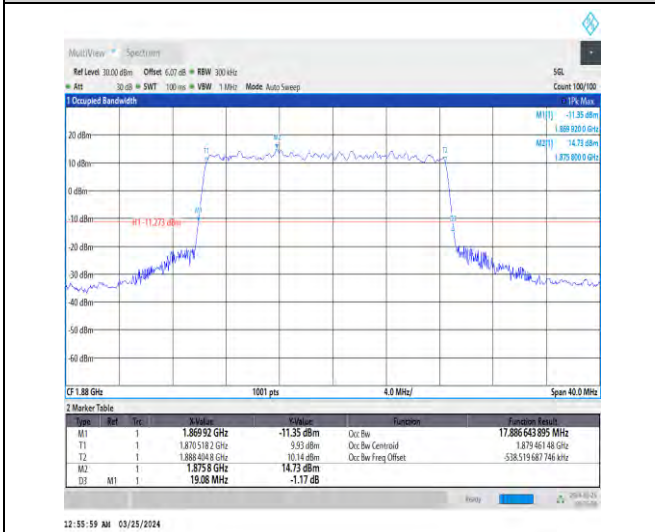 MultiView Spectrum
Ref Level 30.00 dBm Offset 6.07 dB RBW 300 kHz SGL
Att 30 dB SWT 100 ms VBW 1 MHz Mode Auto Sweep Count 100/100
1 Occupied Bandwidth 1Pk Max
M1[1] -11.35 dBm
1.869 920 0 GHz
M2[1] 14.73 dBm
1.875 800 0 GHz
20 dBm
M2
T1 T2
10 dBm
0 dBm
M1
-10 dBm
H1 -11.273 dBm
D3
-20 dBm
-30 dBm
-40 dBm
-50 dBm
-60 dBm
CF 1.88 GHz 1001 pts 4.0 MHz/ Span 40.0 MHz
2 Marker Table
Type Ref Trc X-Value Y-Value Function Function Result
M1 1 1.869 92 GHz -11.35 dBm Occ Bw 17.886 643 895 MHz
T1 1 1.870 518 2 GHz 9.93 dBm Occ Bw Centroid 1.879 461 48 GHz
T2 1 1.888 404 8 GHz 10.14 dBm Occ Bw Freq Offset -538.519 687 746 kHz
M2 1 1.875 8 GHz 14.73 dBm
D3 M1 1 19.08 MHz -1.17 dB
Ready
12:55:59 AM 03/25/2024